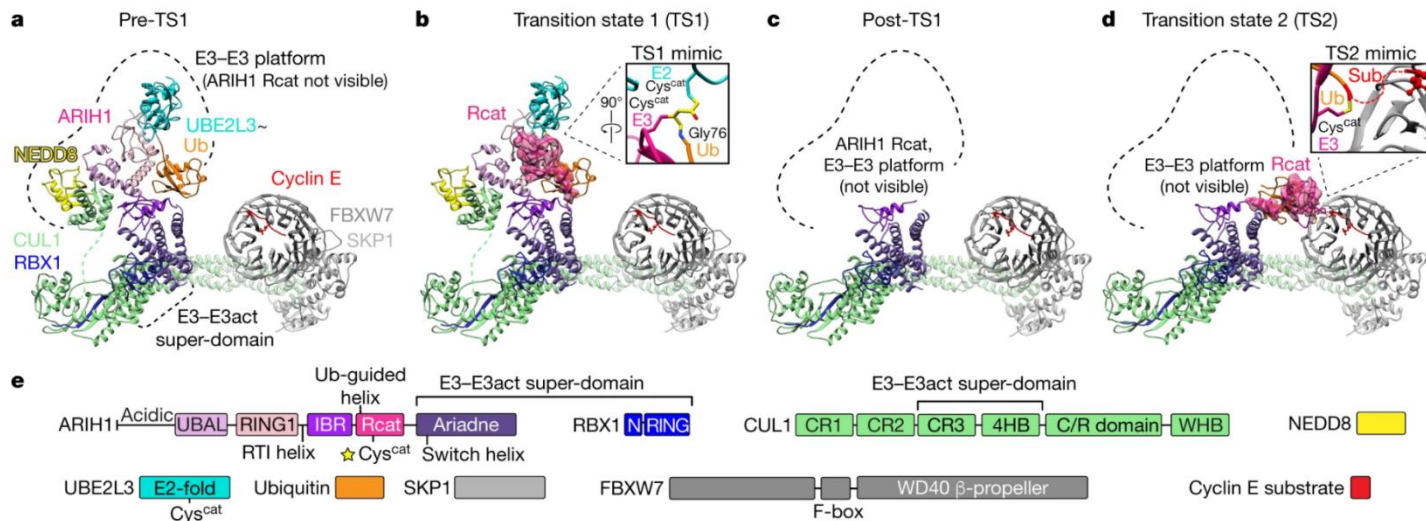 a Pre-TS1
E3–E3 platform
(ARIH1 Rcat not visible)
ARIH1
UBE2L3~
Ub
NEDD8
Cyclin E
FBXW7
SKP1
CUL1
RBX1
E3–E3act
super-domain
b Transition state 1 (TS1)
TS1 mimic
Rcat
90°
E2
Cyscat
Cyscat
E3
Gly76
Ub
c Post-TS1
ARIH1 Rcat,
E3–E3 platform
(not visible)
d Transition state 2 (TS2)
TS2 mimic
Sub
Ub
Cyscat
E3
E3–E3 platform
(not visible)
Rcat
e
Ub-guided
helix
E3–E3act super-domain
E3–E3act super-domain
ARIH1 Acidic UBAL RING1 IBR Rcat Ariadne
RTI helix
Cyscat
Switch helix
RBX1 N RING
CUL1 CR1 CR2 CR3 4HB C/R domain WHB
NEDD8
UBE2L3 E2-fold
Cyscat
Ubiquitin
SKP1
FBXW7 WD40 β-propeller
F-box
Cyclin E substrate